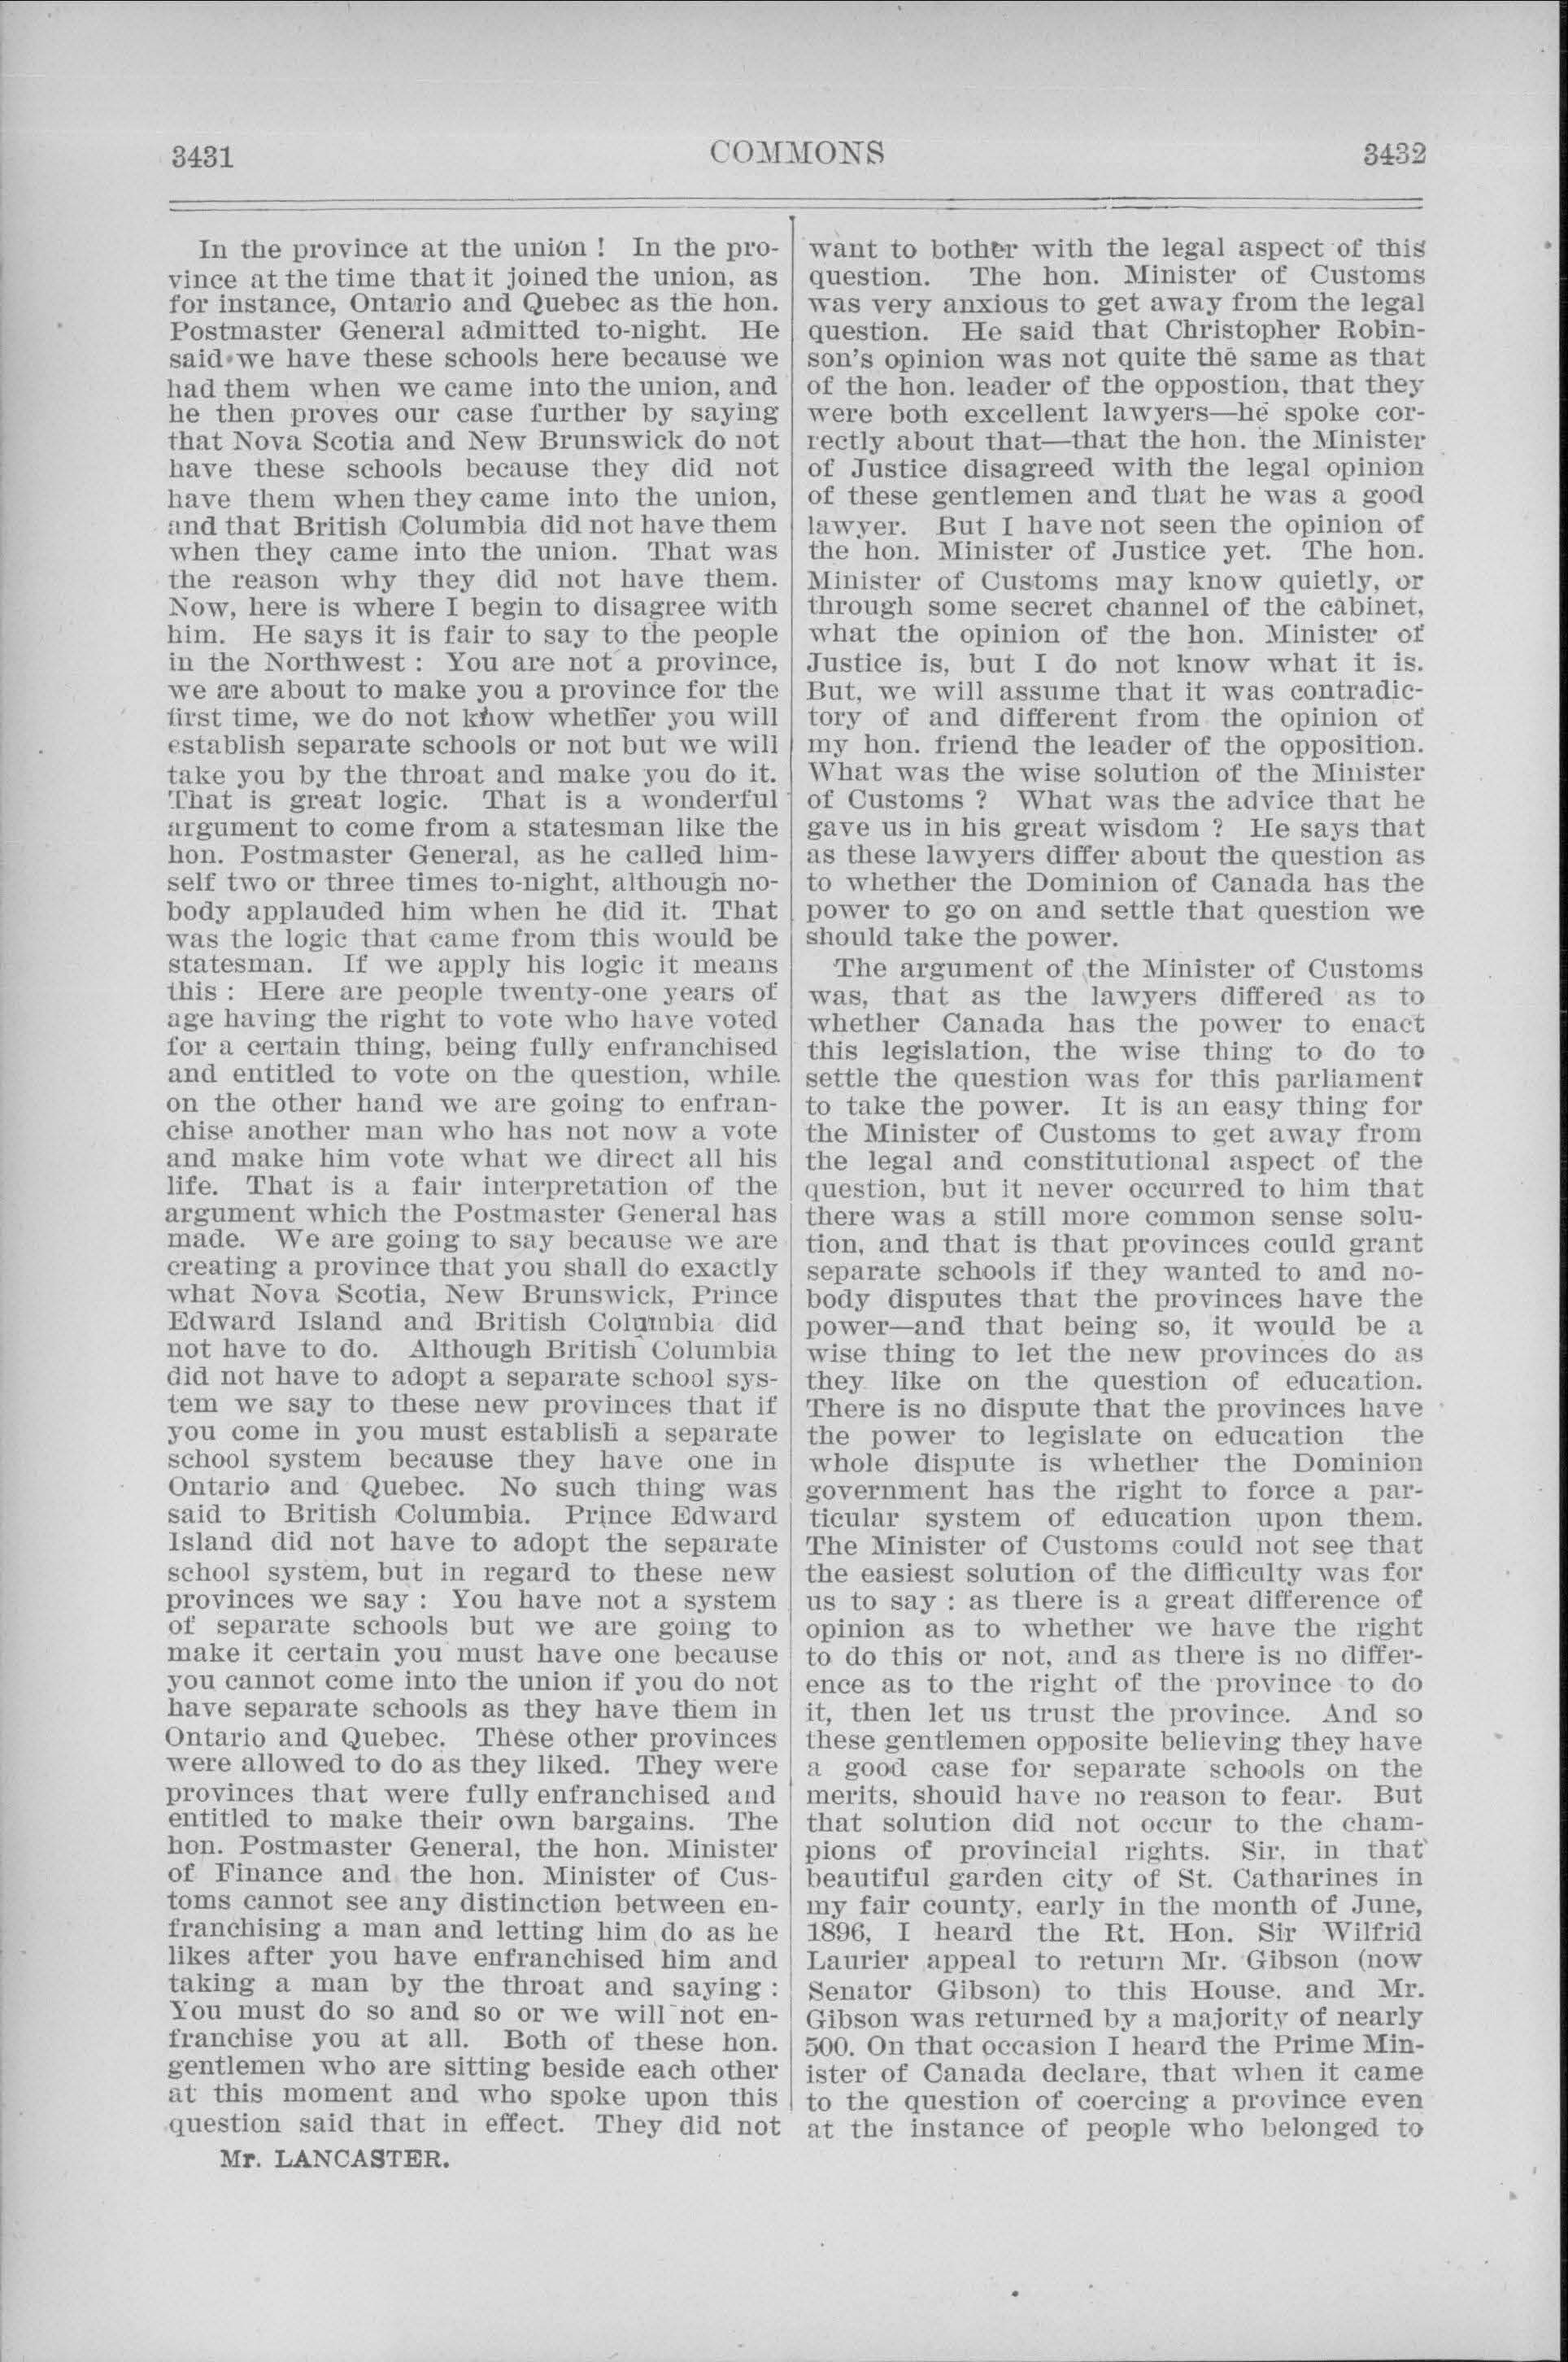 3431
COMMONS
3432
In the province at the union ! In the pro-
vince at the time that it joined the union, as
for instance, Ontario and Quebec as the hon.
Postmaster General admitted to-night. He
said we have these schools here because we
had them when we came into the union, and
he then proves our case further by saying
that Nova Scotia and New Brunswick do not
have these schools because they did not
have them when they came into the union,
and that British Columbia did not have them
when they came into the union. That was
the reason why they did not have them.
Now, here is where I begin to disagree with
him. He says it is fair to say to the people
in the Northwest : You are not a province,
we are about to make you a province for the
first time, we do not know whether you will
establish separate schools or not but we will
take you by the throat and make you do it.
That is great logic. That is a wonderful
argument to come from a statesman like the
hon. Postmaster General, as he called him-
self two or three times to-night, although no-
body applauded him when he did it. That
was the logic that came from this would be
statesman. If we apply his logic it means
this : Here are people twenty-one years of
age having the right to vote who have voted
for a certain thing, being fully enfranchised
and entitled to vote on the question, while
on the other hand we are going to enfran-
chise another man who has not now a vote
and make him vote what we direct all his
life. That is a fair interpretation of the
argument which the Postmaster General has
made. We are going to say because we are
creating a province that you shall do exactly
what Nova Scotia, New Brunswick, Prince
Edward Island and British Columbia did
not have to do. Although British Columbia
did not have to adopt a separate school sys-
tem we say to these new provinces that if
you come in you must establish a separate
school system because they have one in
Ontario and Quebec. No such thing was
said to British Columbia. Prince Edward
Island did not have to adopt the separate
school system, but in regard to these new
provinces we say : You have not a system
of separate schools but we are going to
make it certain you must have one because
you cannot come into the union if you do not
have separate schools as they have them in
Ontario and Quebec. These other provinces
were allowed to do as they liked. They were
provinces that were fully enfranchised and
entitled to make their own bargains. The
hon. Postmaster General, the hon. Minister
of Finance and the hon. Minister of Cus-
toms cannot see any distinction between en-
franchising a man and letting him do as he
likes after you have enfranchised him and
taking a man by the throat and saying :
You must do so and so or we will not en-
franchise you at all. Both of these hon.
gentlemen who are sitting beside each other
at this moment and who spoke upon this
question said that in effect. They did not
Mr. LANCASTER.
want to bother with the legal aspect of this
question. The hon. Minister of Customs
was very anxious to get away from the legal
question. He said that Christopher Robin-
son's opinion was not quite the same as that
of the hon. leader of the oppostion, that they
were both excellent lawyers—he spoke cor-
rectly about that—that the hon. the Minister
of Justice disagreed with the legal opinion
of these gentlemen and that he was a good
lawyer. But I have not seen the opinion of
the hon. Minister of Justice yet. The hon.
Minister of Customs may know quietly, or
through some secret channel of the cabinet,
what the opinion of the hon. Minister of
Justice is, but I do not know what it is.
But, we will assume that it was contradic-
tory of and different from the opinion of
my hon. friend the leader of the opposition.
What was the wise solution of the Minister
of Customs ? What was the advice that he
gave us in his great wisdom ? He says that
as these lawyers differ about the question as
to whether the Dominion of Canada has the
power to go on and settle that question we
should take the power.
The argument of the Minister of Customs
was, that as the lawyers differed as to
whether Canada has the power to enact
this legislation, the wise thing to do to
settle the question was for this parliament
to take the power. It is an easy thing for
the Minister of Customs to get away from
the legal and constitutional aspect of the
question, but it never occurred to him that
there was a still more common sense solu-
tion, and that is that provinces could grant
separate schools if they wanted to and no-
body disputes that the provinces have the
power—and that being so, it would be a
wise thing to let the new provinces do as
they like on the question of education.
There is no dispute that the provinces have
the power to legislate on education the
whole dispute is whether the Dominion
government has the right to force a par-
ticular system of education upon them.
The Minister of Customs could not see that
the easiest solution of the difficulty was for
us to say : as there is a great difference of
opinion as to whether we have the right
to do this or not, and as there is no differ-
ence as to the right of the province to do
it, then let us trust the province. And so
these gentlemen opposite believing they have
a good case for separate schools on the
merits, should have no reason to fear. But
that solution did not occur to the cham-
pions of provincial rights. Sir, in that
beautiful garden city of St. Catharines in
my fair county, early in the month of June,
1896, I heard the Rt. Hon. Sir Wilfrid
Laurier appeal to return Mr. Gibson (now
Senator Gibson) to this House, and Mr.
Gibson was returned by a majority of nearly
500. On that occasion I heard the Prime Min-
ister of Canada declare, that when it came
to the question of coercing a province even
at the instance of people who belonged to